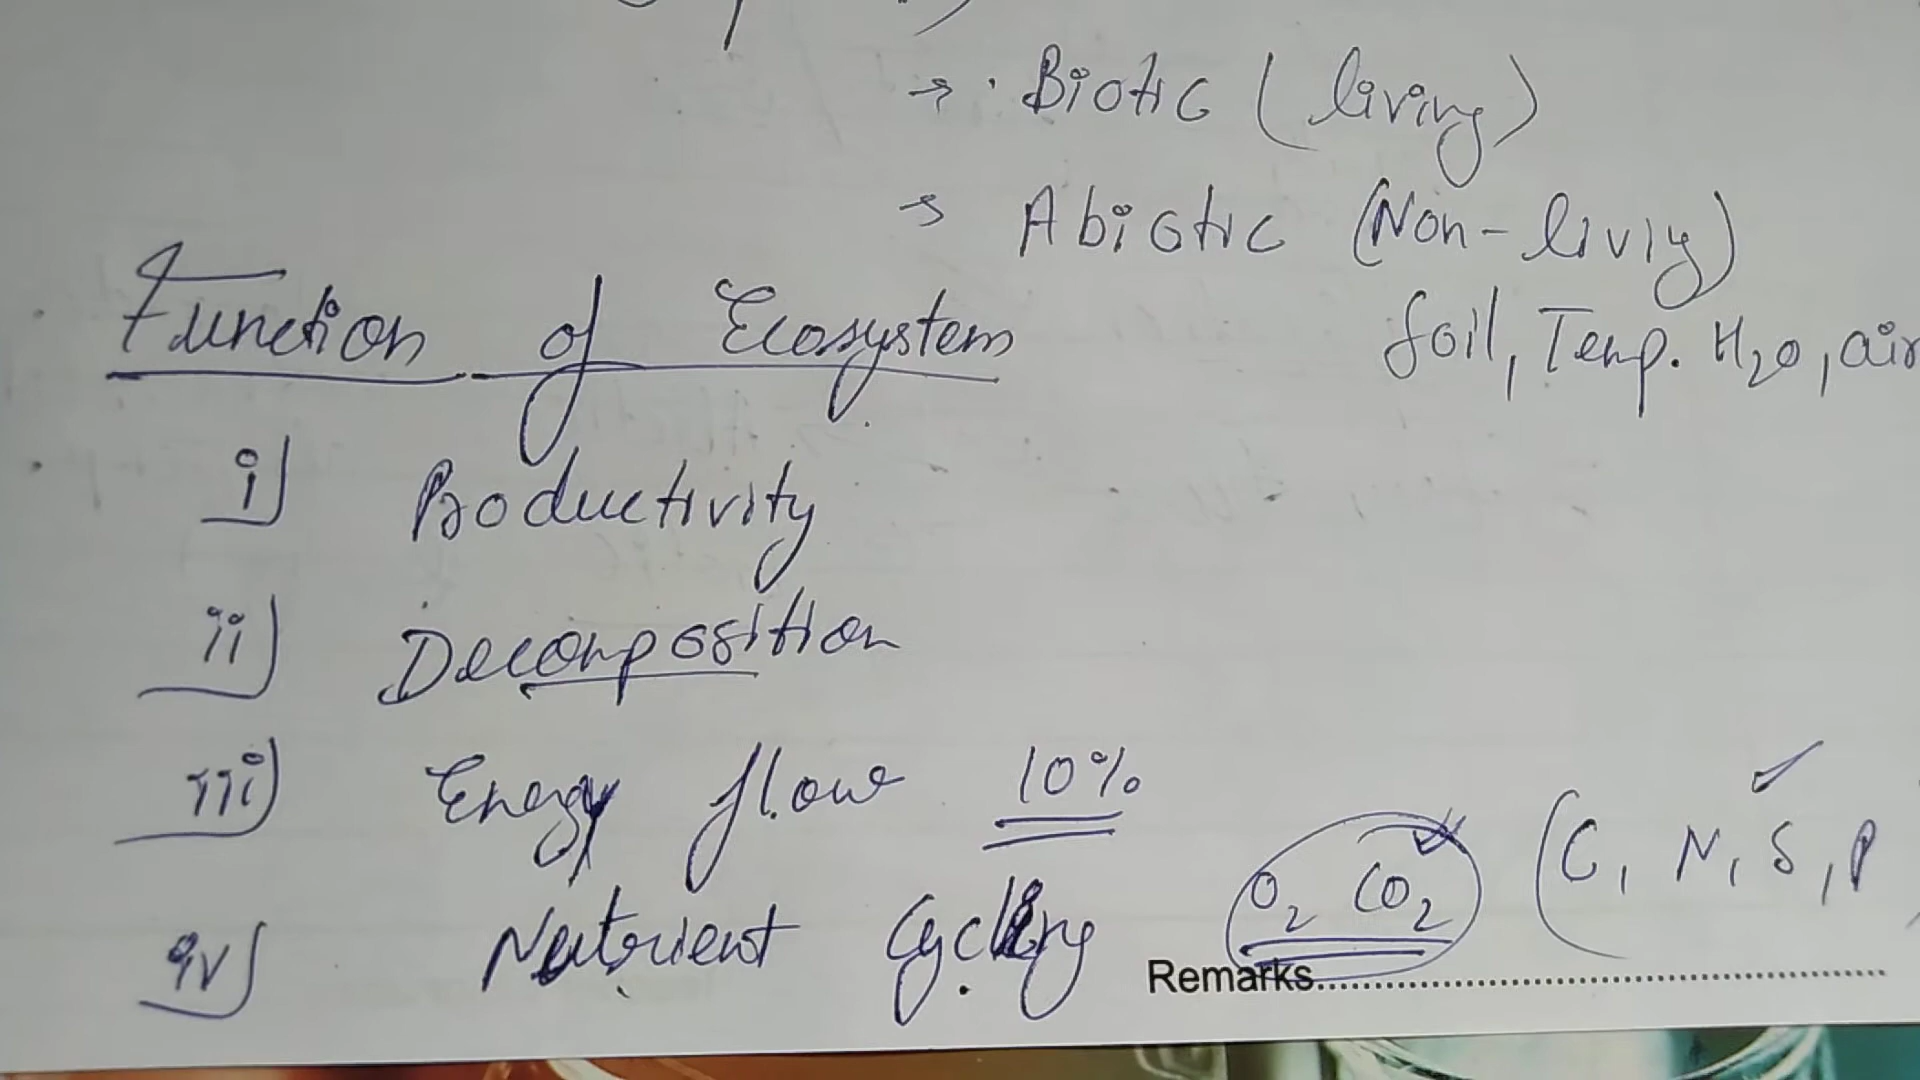 → Biotic (living)
→ Abiotic (Non-liviy)
Soil, Temp. H₂O, air
Function of Ecosystem
i) Productivity
ii) Decomposition
iii) Energy flow 10%
iv) Nutrient Cycling O₂ CO₂ (C, N, S, P
Remarks